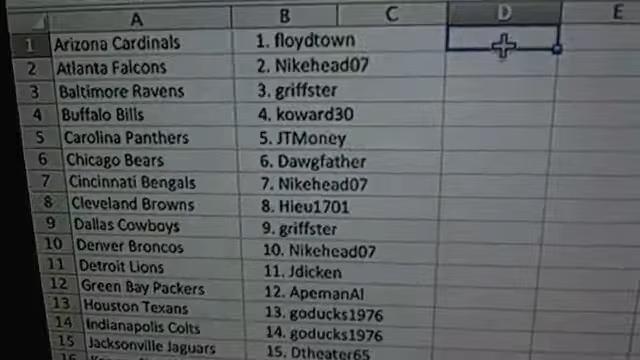 A B C D E
1 Arizona Cardinals 1. floydtown
2 Atlanta Falcons 2. Nikehead07
3 Baltimore Ravens 3. griffster
4 Buffalo Bills 4. koward30
5 Carolina Panthers 5. JTMoney
6 Chicago Bears 6. Dawgfather
7 Cincinnati Bengals 7. Nikehead07
8 Cleveland Browns 8. Hieu1701
9 Dallas Cowboys 9. griffster
10 Denver Broncos 10. Nikehead07
11 Detroit Lions 11. Jdicken
12 Green Bay Packers 12. ApemanAl
13 Houston Texans 13. goducks1976
14 Indianapolis Colts 14. goducks1976
15 Jacksonville Jaguars 15. Dtheater65
16